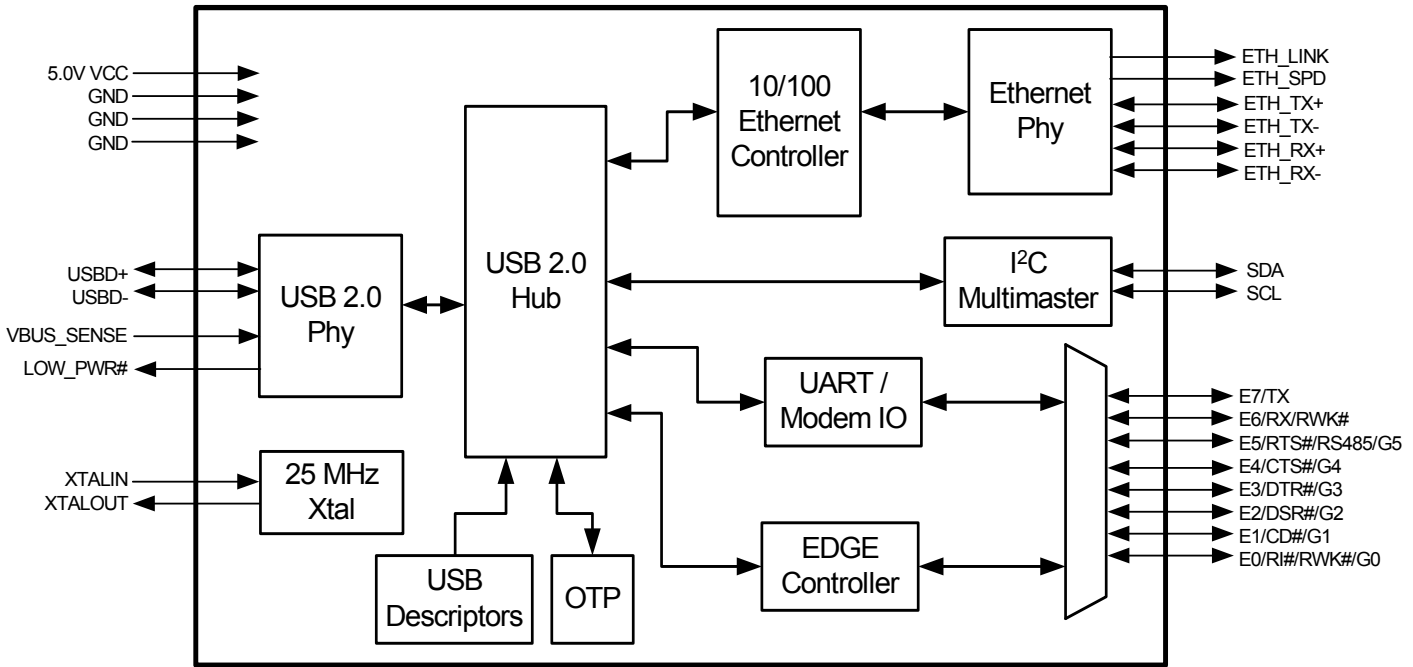 5.0V VCC
GND
GND
GND
USBD+
USBD-
VBUS_SENSE
LOW_PWR#
XTALIN
XTALOUT
USB 2.0
Phy
25 MHz
Xtal
USB 2.0
Hub
USB
Descriptors
OTP
10/100
Ethernet
Controller
Ethernet
Phy
I²C
Multimaster
UART /
Modem IO
EDGE
Controller
ETH_LINK
ETH_SPD
ETH_TX+
ETH_TX-
ETH_RX+
ETH_RX-
SDA
SCL
E7/TX
E6/RX/RWK#
E5/RTS#/RS485/G5
E4/CTS#/G4
E3/DTR#/G3
E2/DSR#/G2
E1/CD#/G1
E0/RI#/RWK#/G0